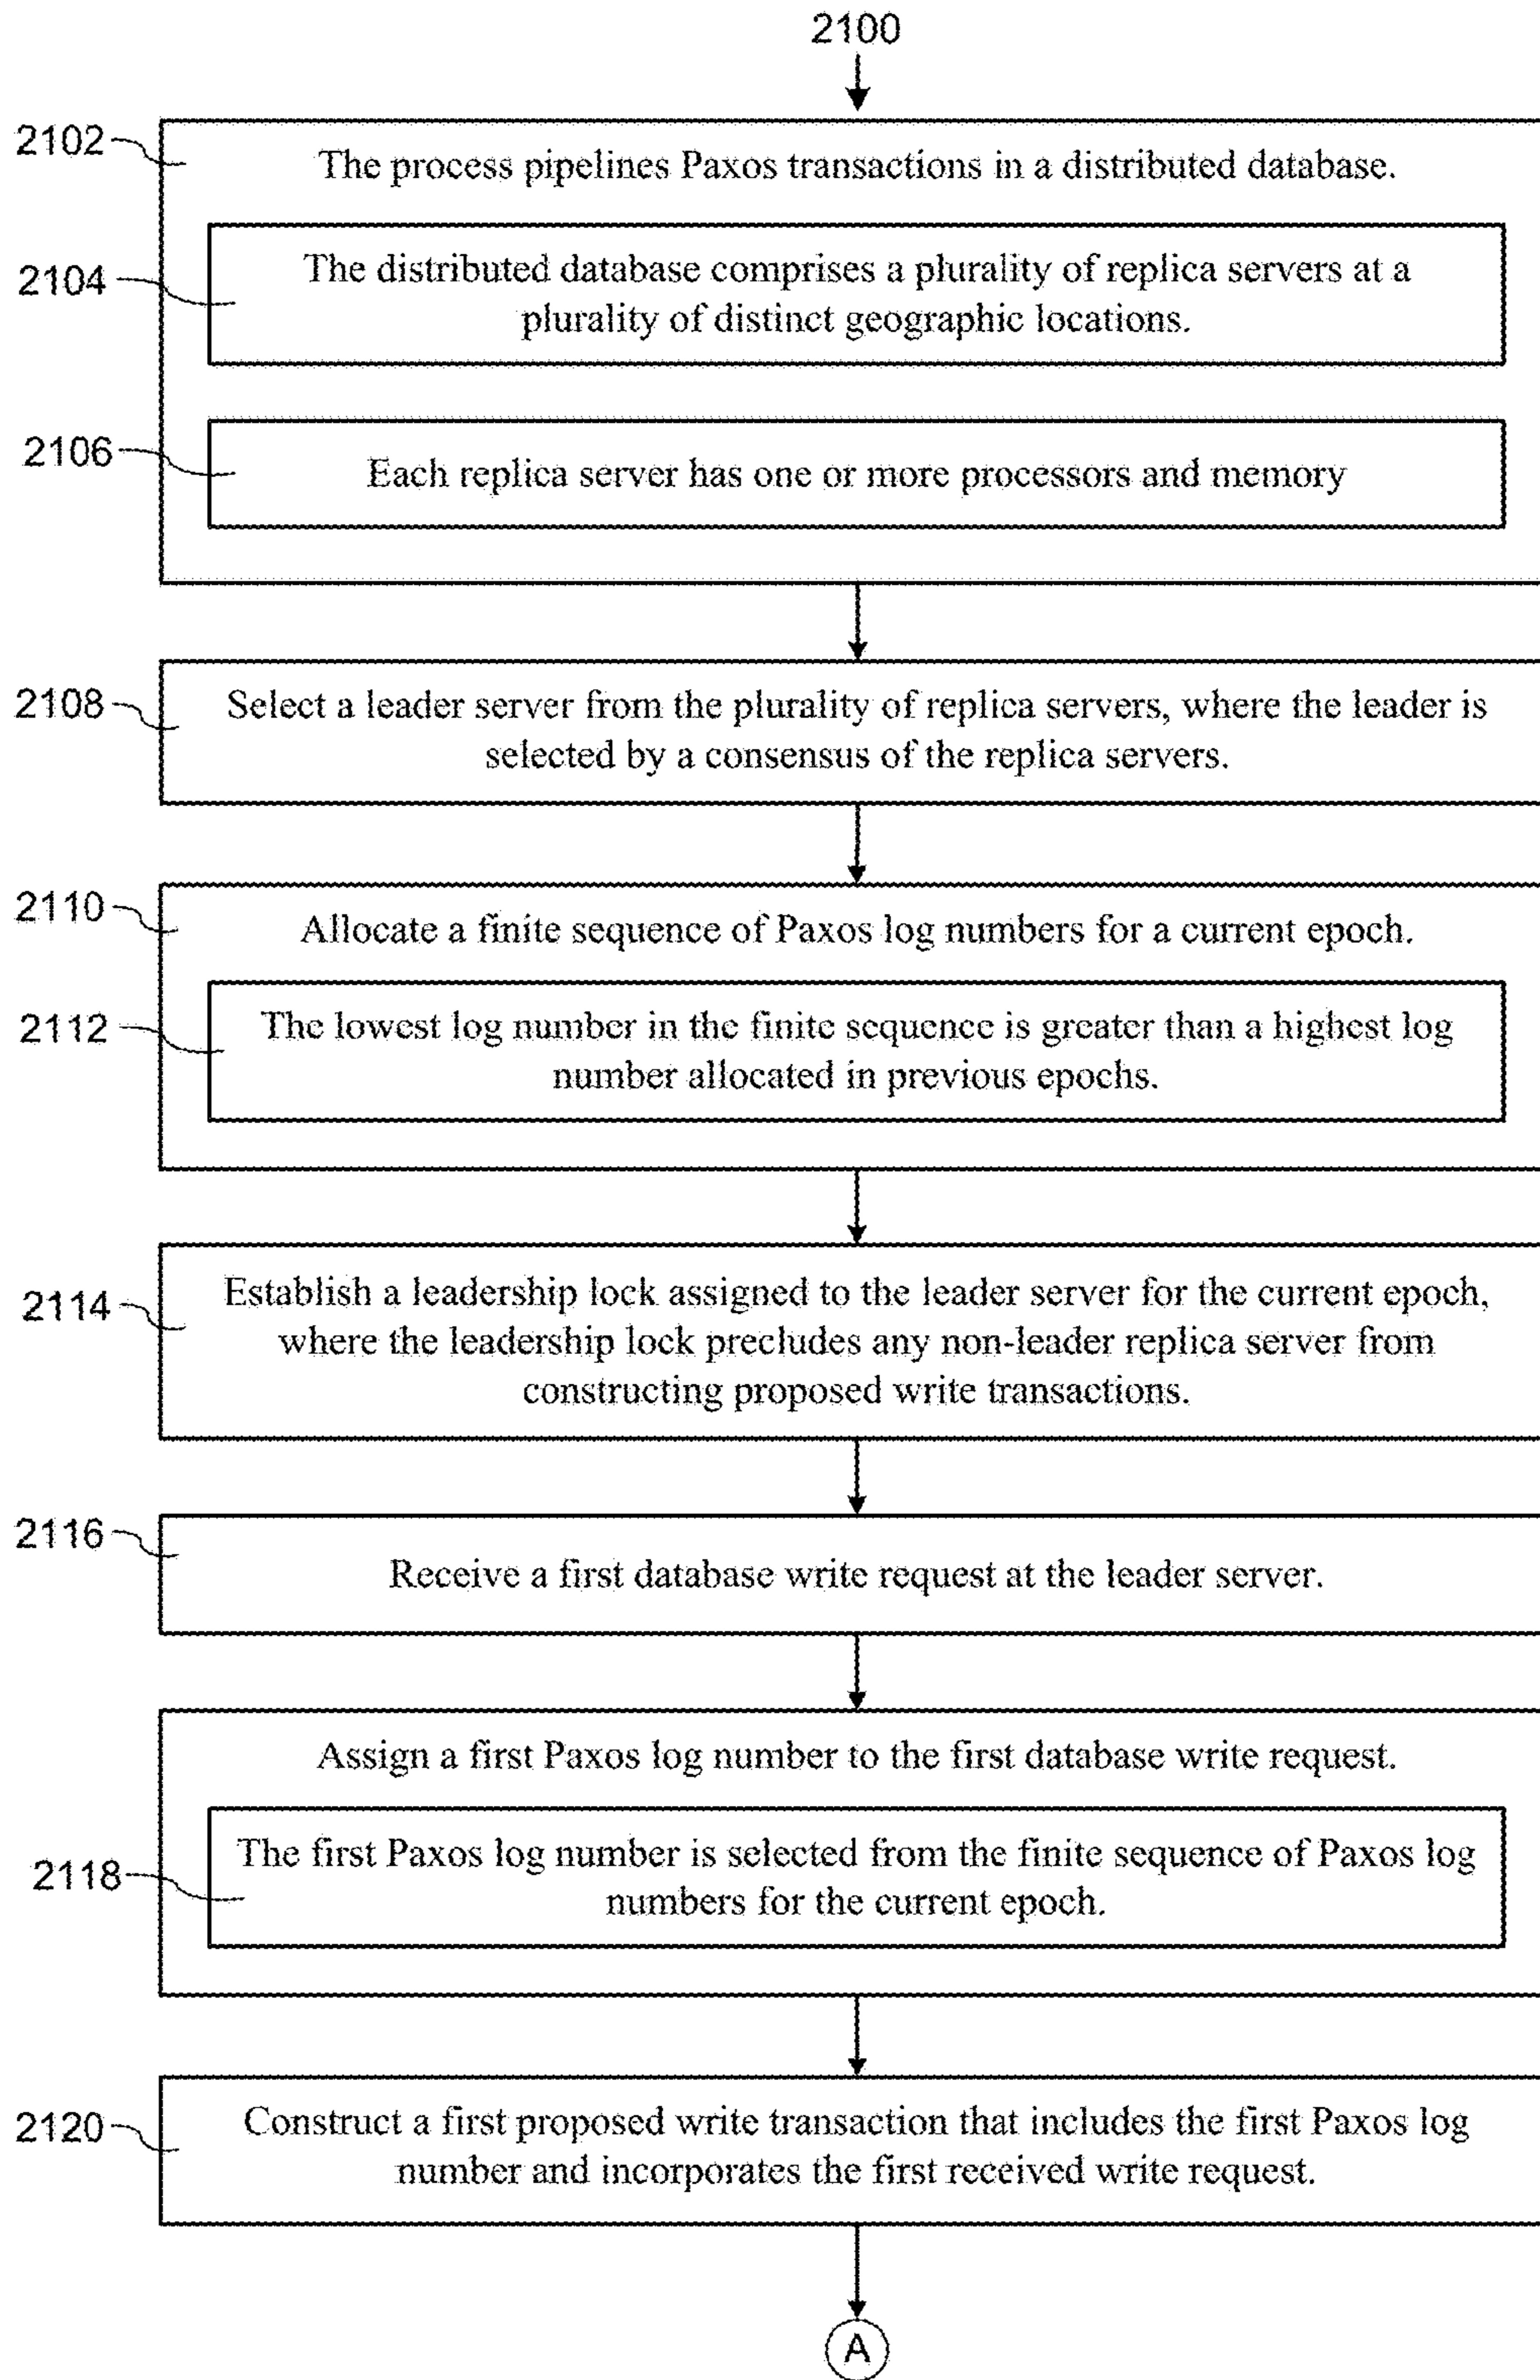 2100
2102
The process pipelines Paxos transactions in a distributed database.
2104
The distributed database comprises a plurality of replica servers at a
plurality of distinct geographic locations.
2106
Each replica server has one or more processors and memory
2108
Select a leader server from the plurality of replica servers, where the leader is
selected by a consensus of the replica servers.
2110
Allocate a finite sequence of Paxos log numbers for a current epoch.
2112
The lowest log number in the finite sequence is greater than a highest log
number allocated in previous epochs.
2114
Establish a leadership lock assigned to the leader server for the current epoch,
where the leadership lock precludes any non-leader replica server from
constructing proposed write transactions.
2116
Receive a first database write request at the leader server.
Assign a first Paxos log number to the first database write request.
2118
The first Paxos log number is selected from the finite sequence of Paxos log
numbers for the current epoch.
2120
Construct a first proposed write transaction that includes the first Paxos log
number and incorporates the first received write request.
A